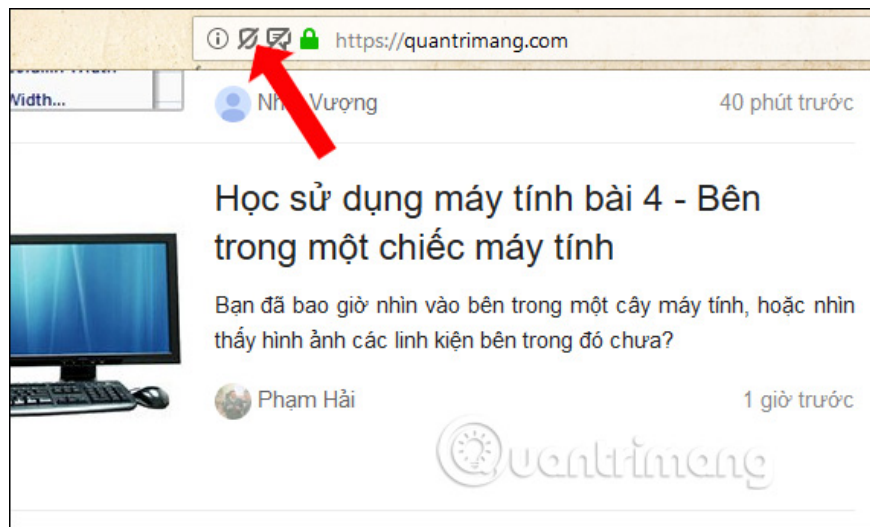 https://quantrimang.com
Width...
Vượng
40 phút trước
Học sử dụng máy tính bài 4 - Bên
trong một chiếc máy tính
Bạn đã bao giờ nhìn vào bên trong một cây máy tính, hoặc nhìn
thấy hình ảnh các linh kiện bên trong đó chưa?
Phạm Hải
1 giờ trước
Quantrimang